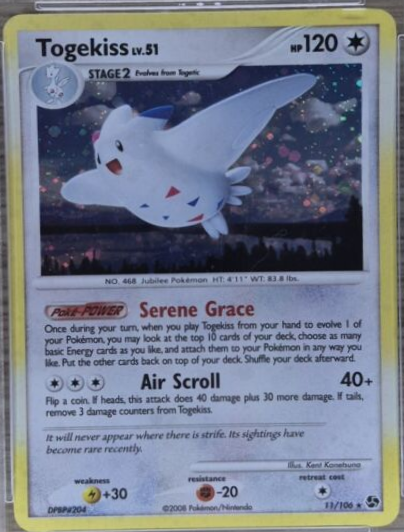 Togekiss LV.51 HP 120
STAGE 2 Evolves from Togetic
NO. 468 Jubilee Pokémon HT: 4'11" WT: 83.8 lbs.
Poké-POWER Serene Grace
Once during your turn, when you play Togekiss from your hand to evolve 1 of
your Pokémon, you may look at the top 10 cards of your deck, choose as many
basic Energy cards as you like, and attach them to your Pokémon in any way you
like. Put the other cards back on top of your deck. Shuffle your deck afterward.
Air Scroll 40+
Flip a coin. If heads, this attack does 40 damage plus 30 more damage. If tails,
remove 3 damage counters from Togekiss.
It will never appear where there is strife. Its sightings have
become rare recently.
Illus. Kent Kanetsuna
weakness resistance retreat cost
+30 -20
DPBP#204 ©2008 Pokémon/Nintendo 11/106